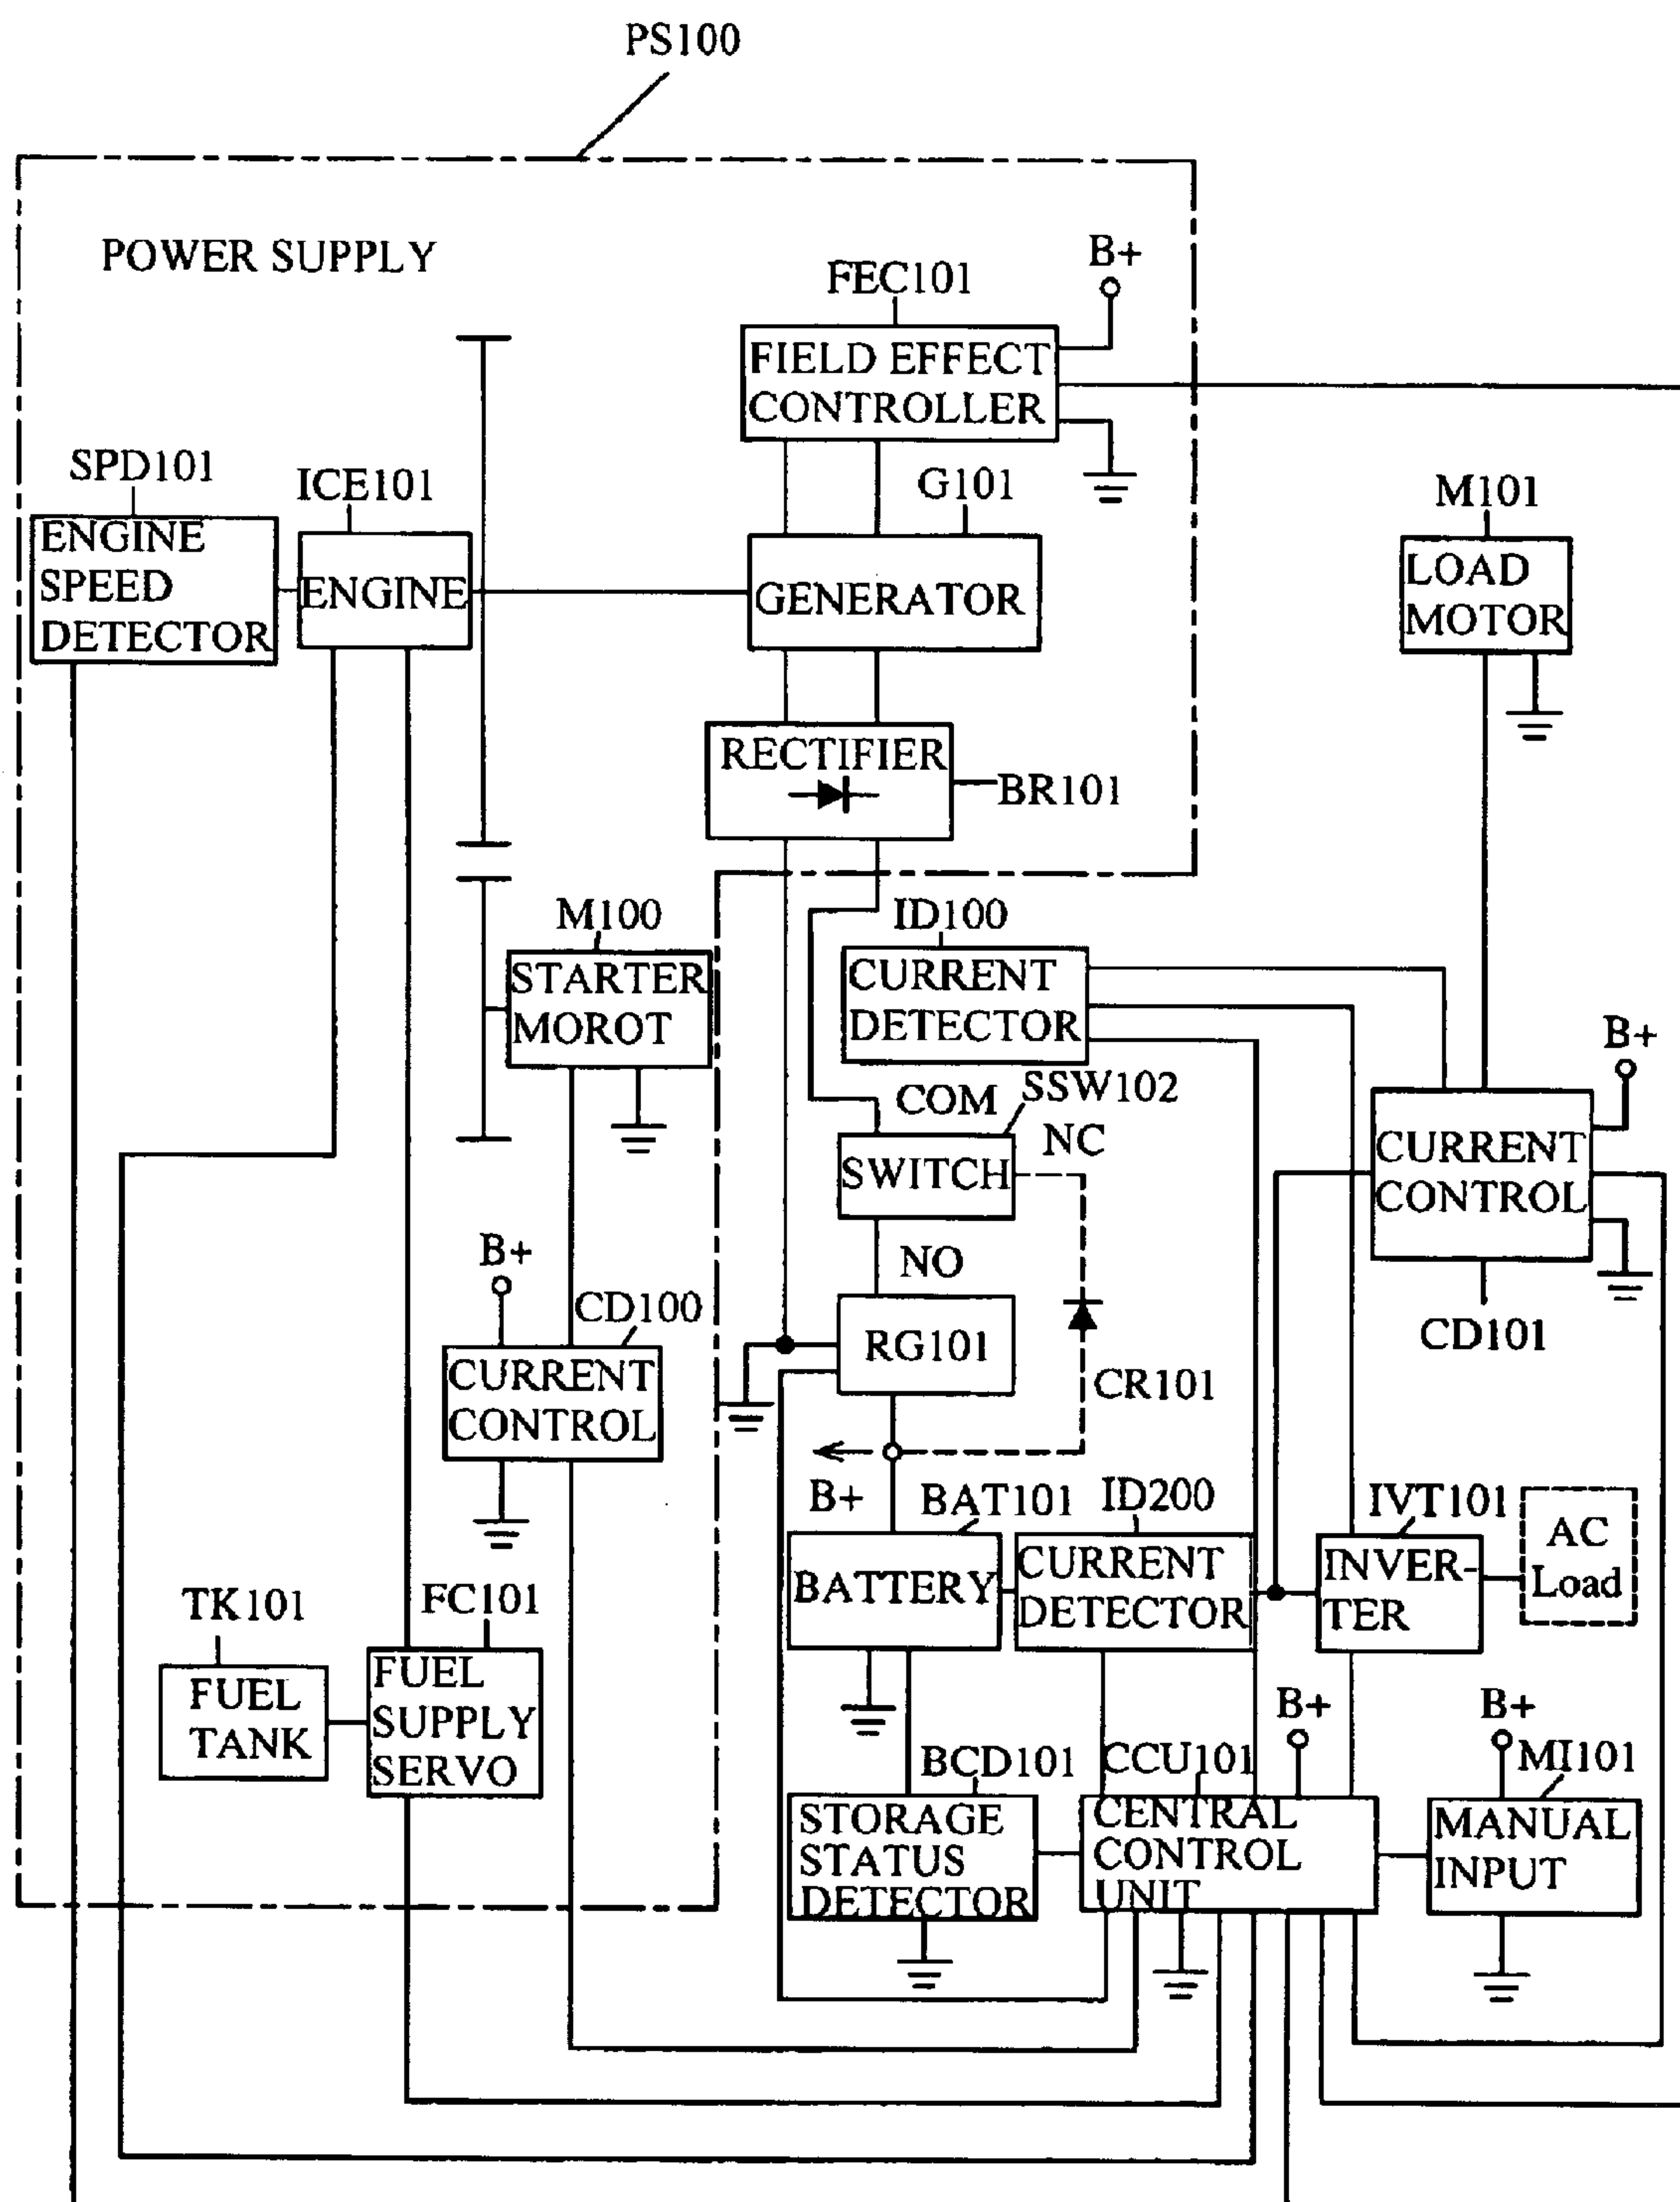 PS100
POWER SUPPLY
B+
FEC101
FIELD EFFECT
CONTROLLER
SPD101
ENGINE
SPEED
DETECTOR
ICE101
ENGINE
G101
GENERATOR
M101
LOAD
MOTOR
RECTIFIER
BR101
M100
STARTER
MOROT
ID100
CURRENT
DETECTOR
COM
SSW102
NC
SWITCH
NO
B+
CURRENT
CONTROL
CD101
B+
CD100
CURRENT
CONTROL
RG101
CR101
B+
BAT101
BATTERY
ID200
CURRENT
DETECTOR
IVT101
INVER-
TER
AC
Load
TK101
FUEL
TANK
FC101
FUEL
SUPPLY
SERVO
BCD101
STORAGE
STATUS
DETECTOR
CCU101
CENTRAL
CONTROL
UNIT
B+
B+
MI101
MANUAL
INPUT